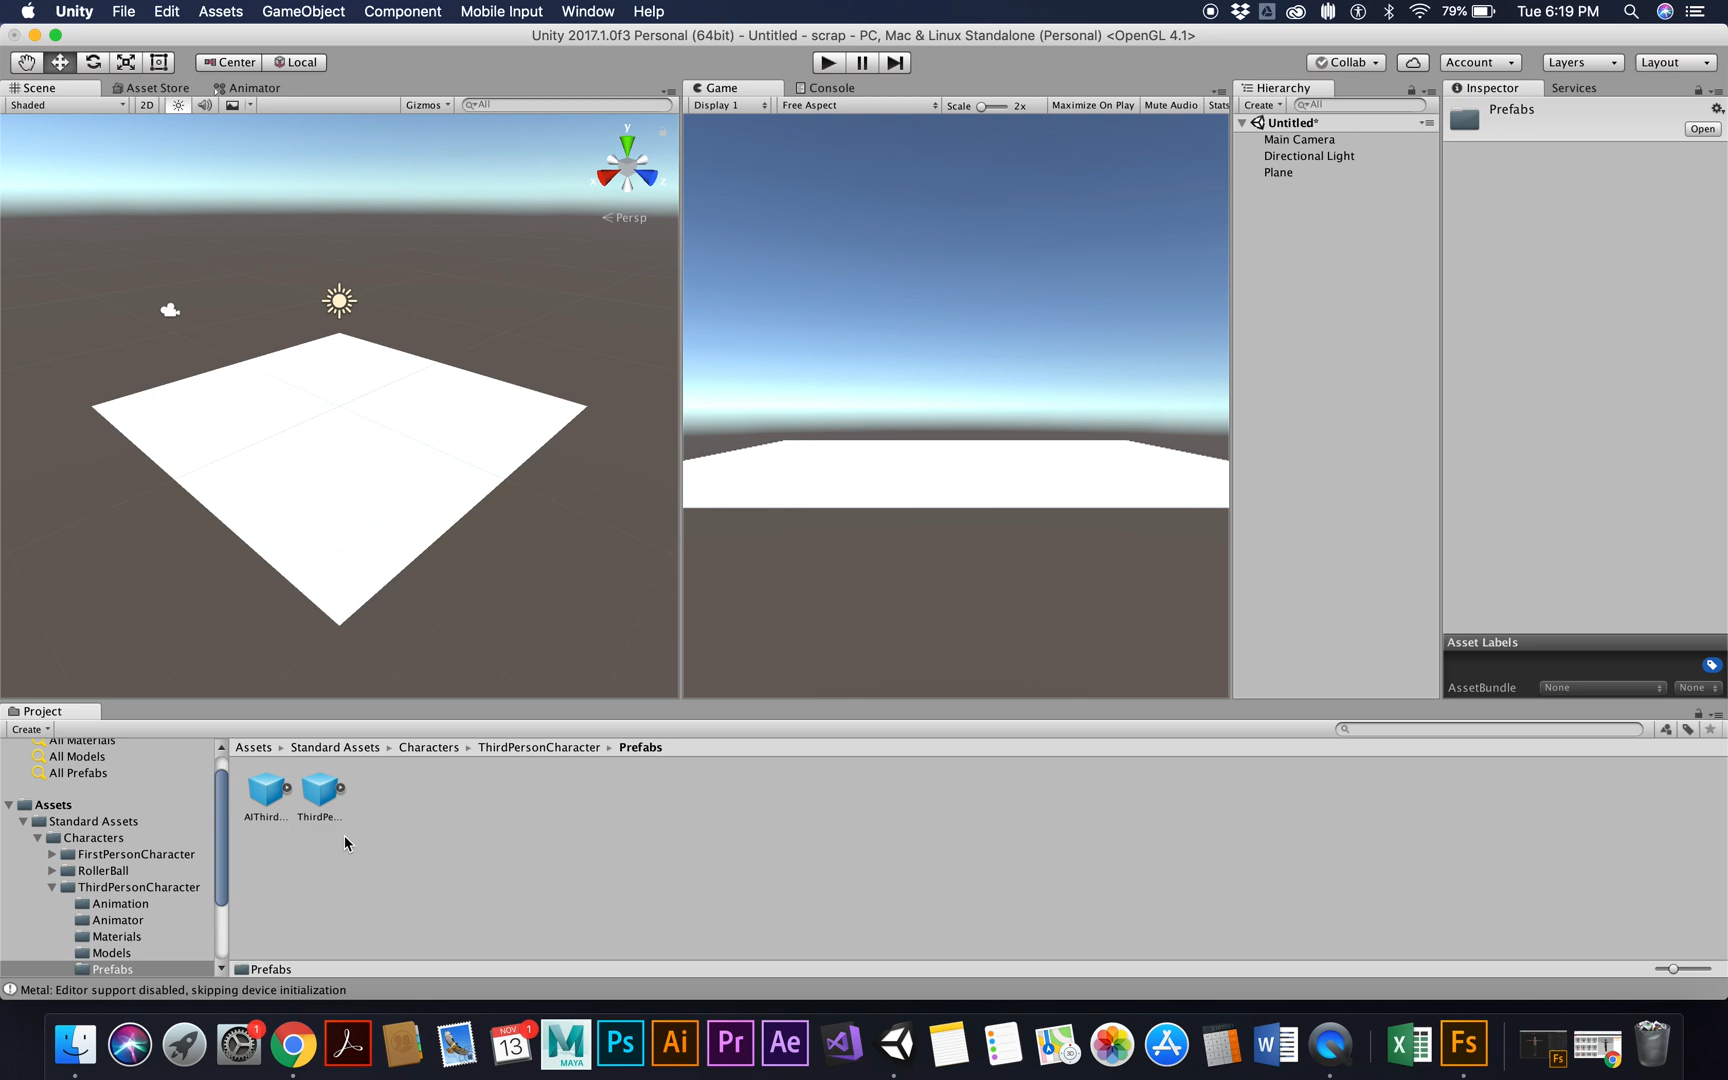 Unity File Edit Assets GameObject Component Mobile Input Window Help 79% Tue 6:19 PM
Unity 2017.1.0f3 Personal (64bit) - Untitled - scrap - PC, Mac & Linux Standalone (Personal) <OpenGL 4.1>
Center Local Collab Account Layers Layout
Scene Asset Store Animator Game Console Hierarchy Inspector Services
Shaded 2D Gizmos All Display 1 Free Aspect Scale 2x Maximize On Play Mute Audio Stats Create All
Prefabs
Open
Untitled*
Main Camera
Directional Light
Plane
y
x z
Persp
Asset Labels
AssetBundle None None
Project
Create
All Materials
All Models
All Prefabs
Assets
Standard Assets
Characters
FirstPersonCharacter
RollerBall
ThirdPersonCharacter
Animation
Animator
Materials
Models
Prefabs
Assets Standard Assets Characters ThirdPersonCharacter Prefabs
AIThird... ThirdPe...
Prefabs
Metal: Editor support disabled, skipping device initialization
1 NOV 13 1 MAYA Ps Ai Pr Ae 3D W X Fs Fs